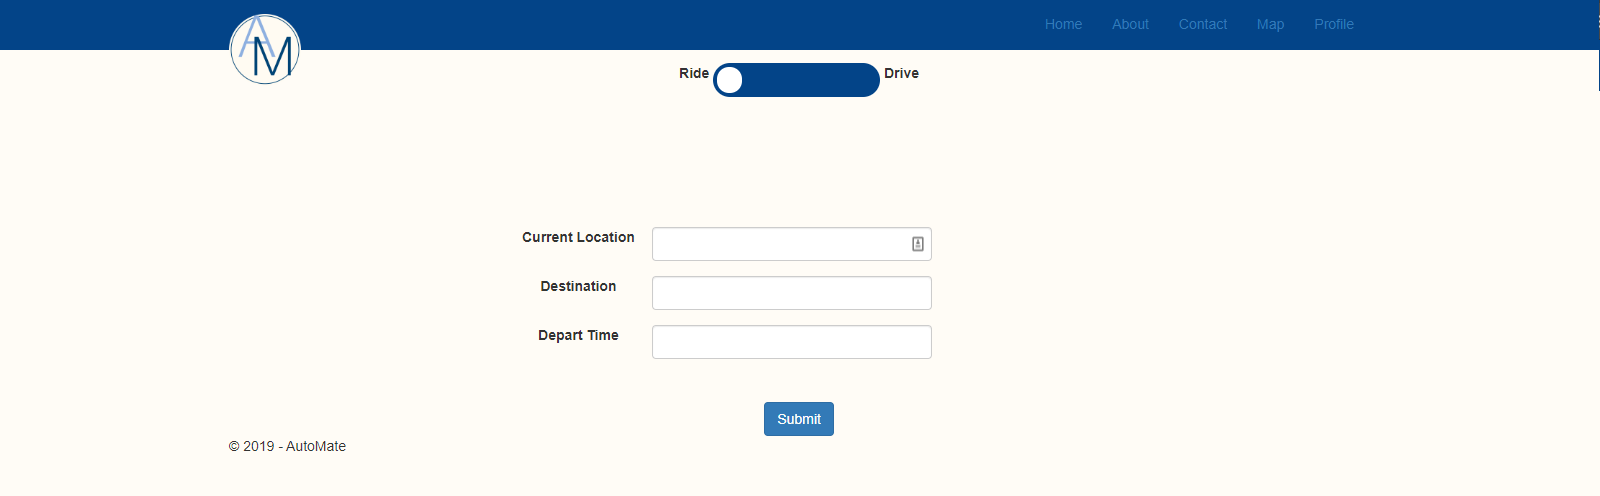 AM
Home About Contact Map Profile
Ride Drive
Current Location
Destination
Depart Time
Submit
© 2019 - AutoMate